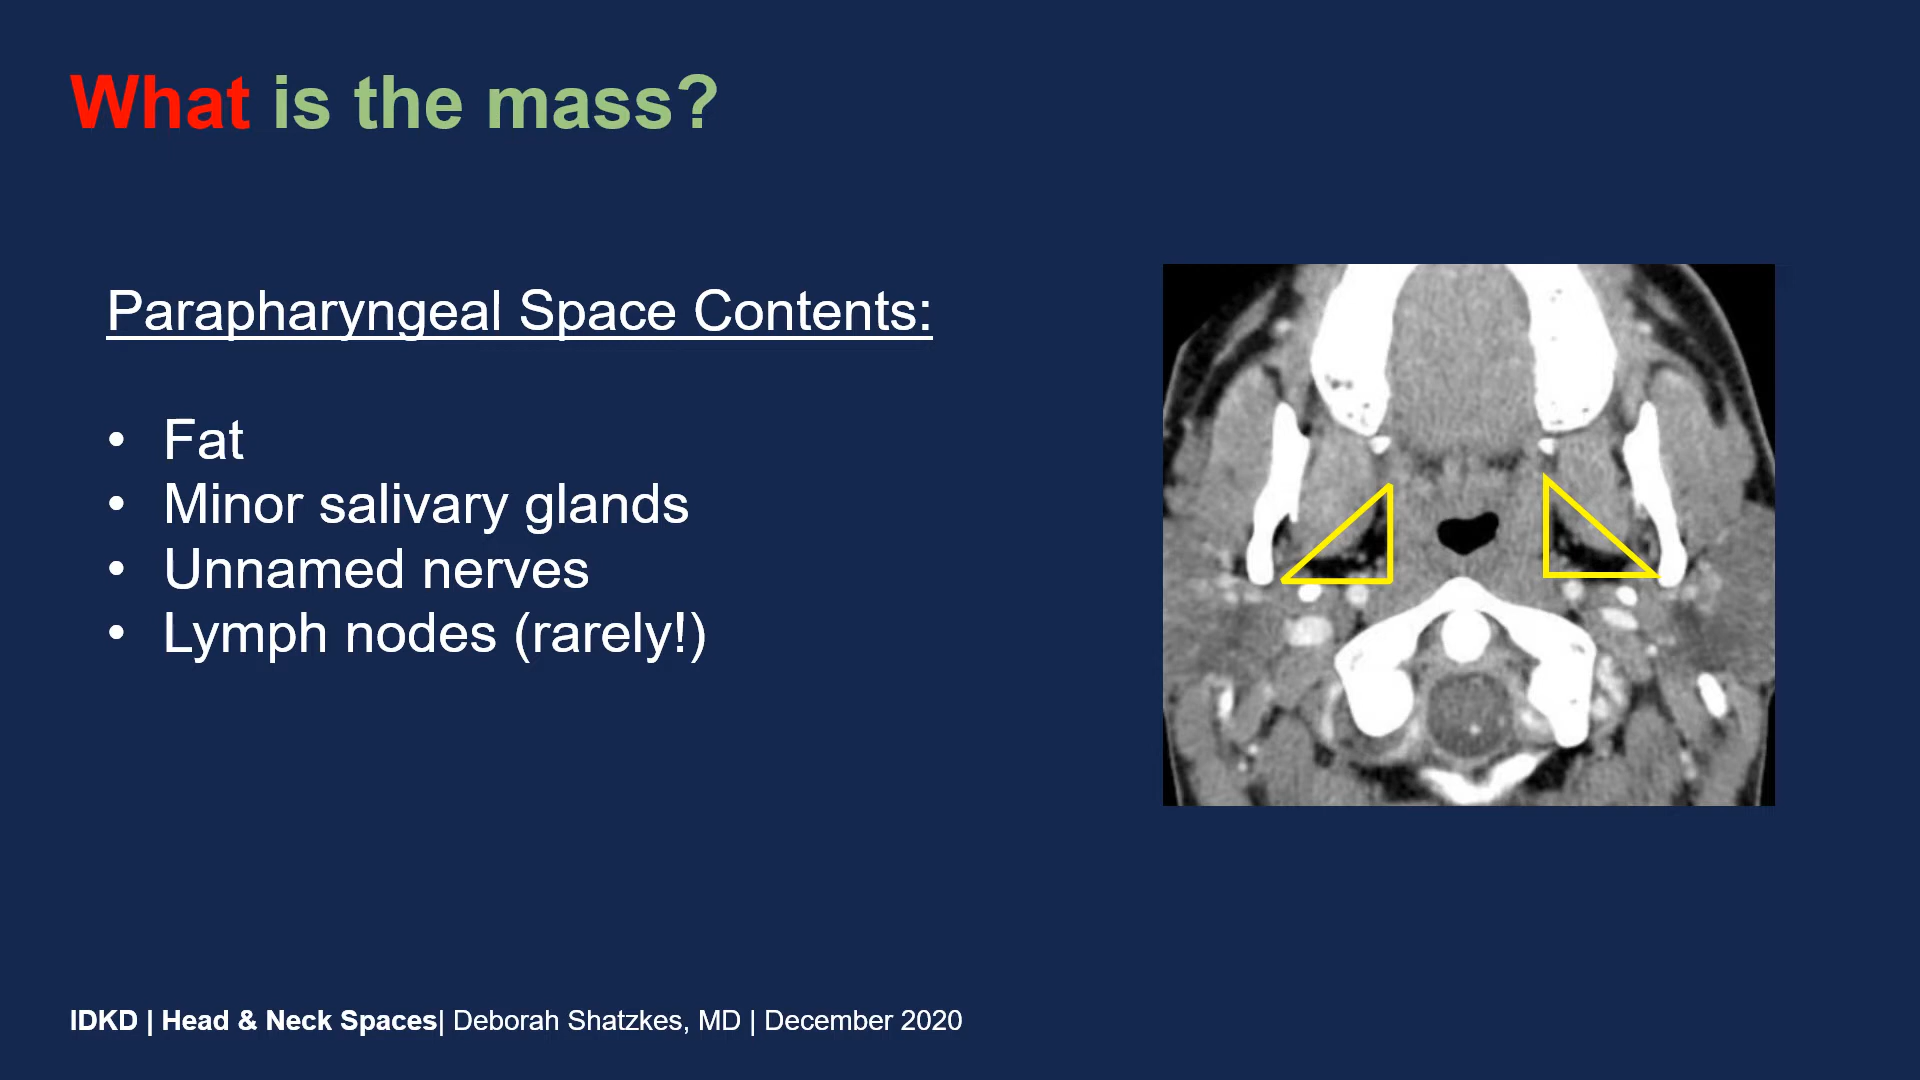 What is the mass?
Parapharyngeal Space Contents:
• Fat
• Minor salivary glands
• Unnamed nerves
• Lymph nodes (rarely!)
IDKD | Head & Neck Spaces| Deborah Shatzkes, MD | December 2020